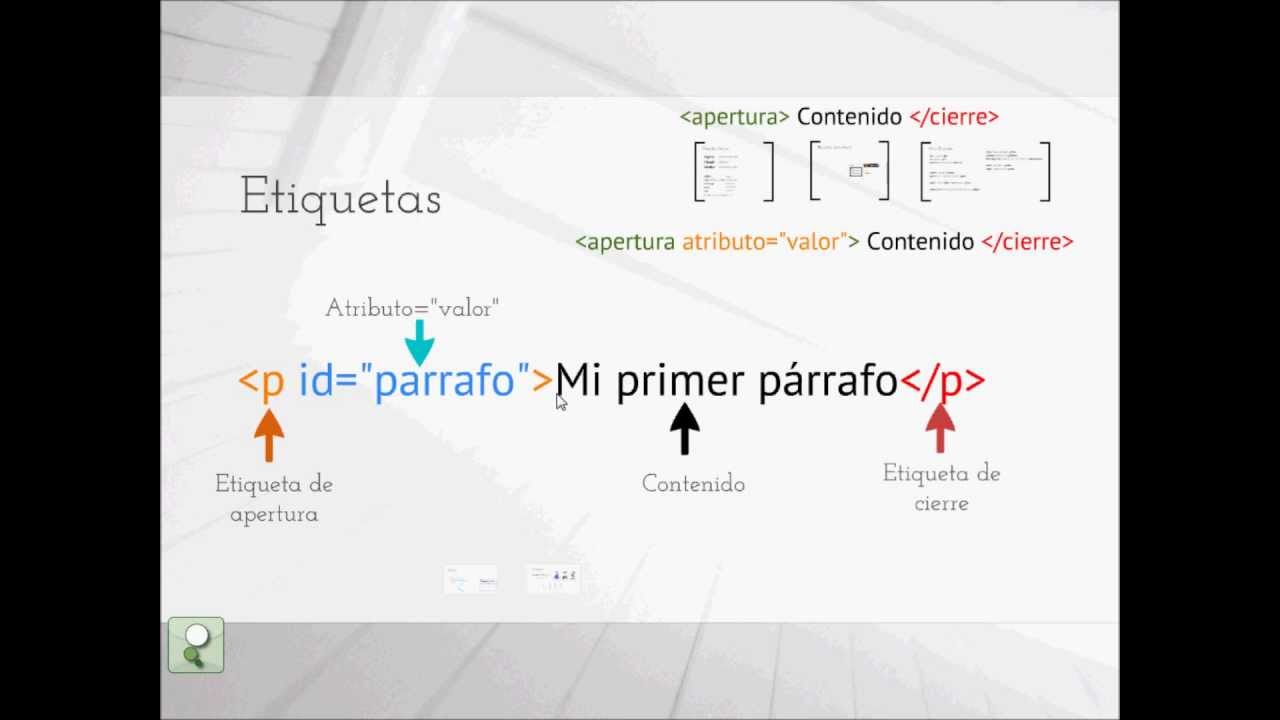 <apertura> Contenido </cierre>
Etiquetas
<apertura atributo="valor"> Contenido </cierre>
Atributo="valor"
<p id="parrafo">Mi primer párrafo</p>
Etiqueta de
apertura
Contenido
Etiqueta de
cierre